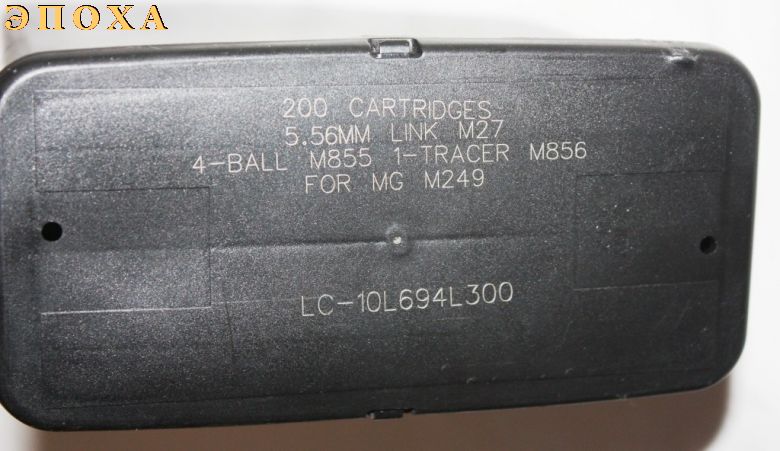 ЭПОХА
200 CARTRIDGES
5.56MM LINK M27
4-BALL M855 1-TRACER M856
FOR MG M249
LC-10L694L300